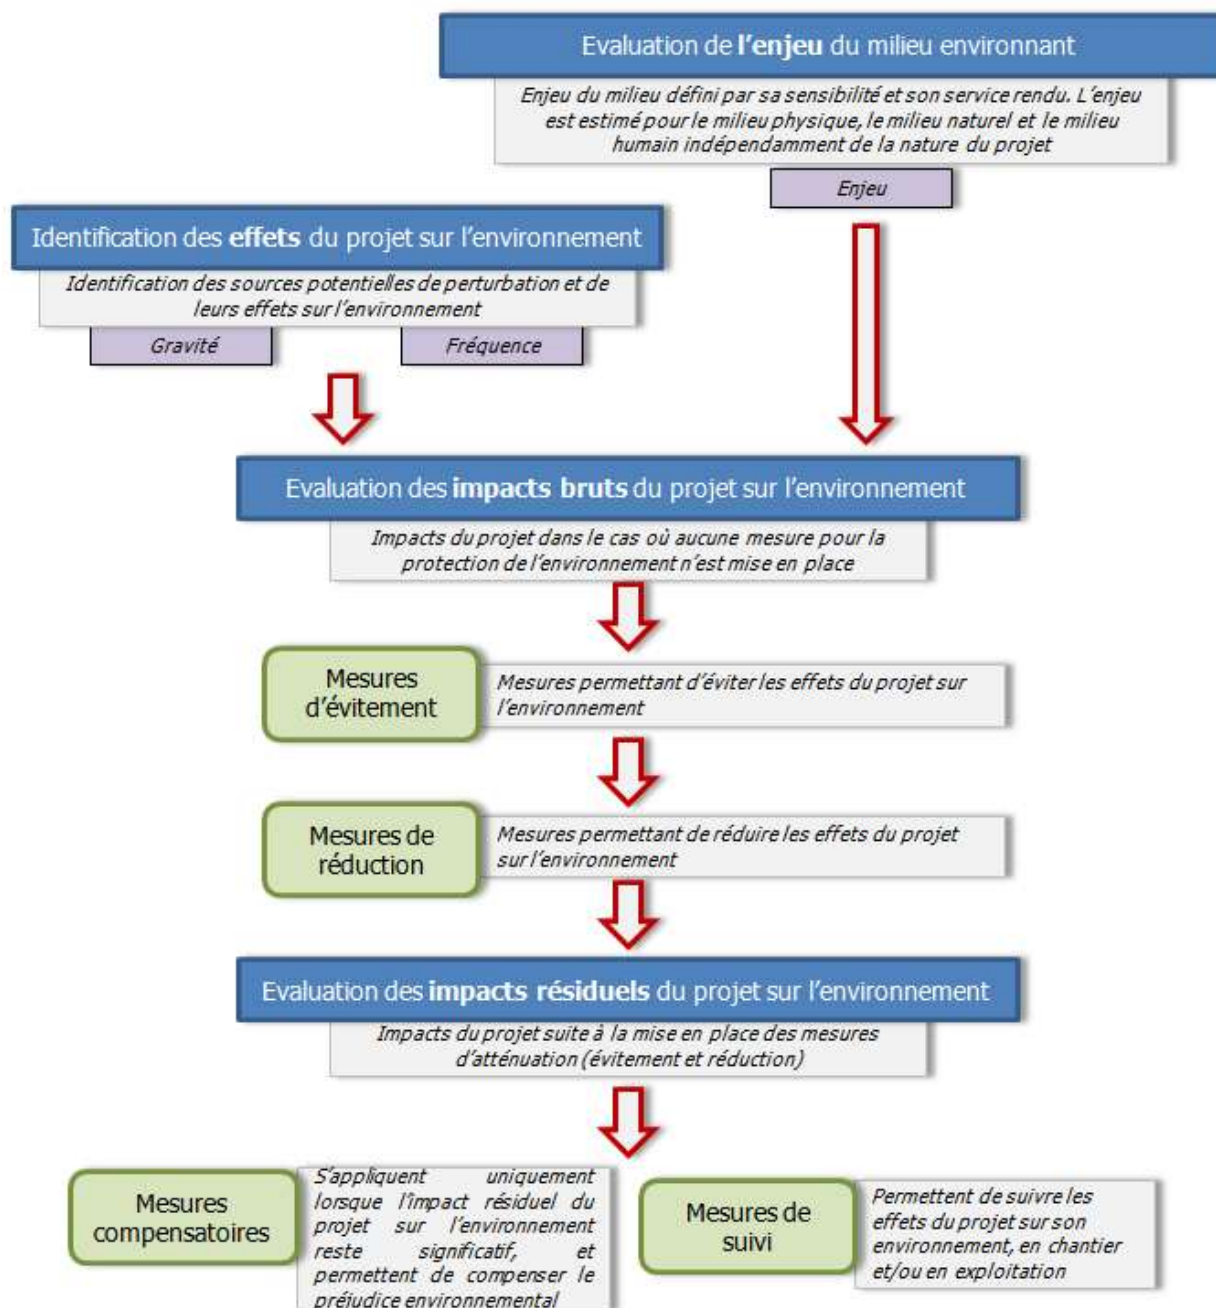 Evaluation de l'enjeu du milieu environnant
Enjeu du milieu défini par sa sensibilité et son service rendu. L'enjeu
est estimé pour le milieu physique, le milieu naturel et le milieu
humain indépendamment de la nature du projet
Enjeu
Identification des effets du projet sur l'environnement
Identification des sources potentielles de perturbation et de
leurs effets sur l'environnement
Gravité
Fréquence
Evaluation des impacts bruts du projet sur l'environnement
Impacts du projet dans le cas où aucune mesure pour la
protection de l'environnement n'est mise en place
Mesures
d'évitement
Mesures permettant d'éviter les effets du projet sur
l'environnement
Mesures de
réduction
Mesures permettant de réduire les effets du projet
sur l'environnement
Evaluation des impacts résiduels du projet sur l'environnement
Impacts du projet suite à la mise en place des mesures
d'atténuation (évitement et réduction)
Mesures
compensatoires
S'appliquent uniquement
lorsque l'impact résiduel du
projet sur l'environnement
reste significatif, et
permettent de compenser le
préjudice environnemental
Mesures de
suivi
Permettent de suivre les
effets du projet sur son
environnement, en chantier
et/ou en exploitation